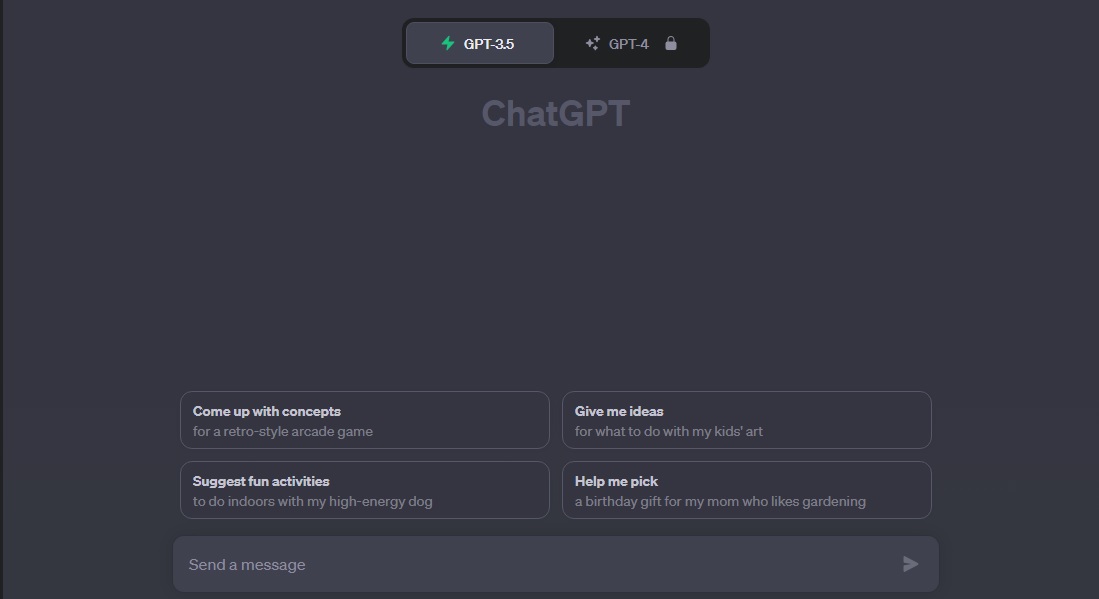 GPT-3.5
GPT-4
ChatGPT
Come up with concepts
for a retro-style arcade game
Give me ideas
for what to do with my kids' art
Suggest fun activities
to do indoors with my high-energy dog
Help me pick
a birthday gift for my mom who likes gardening
Send a message